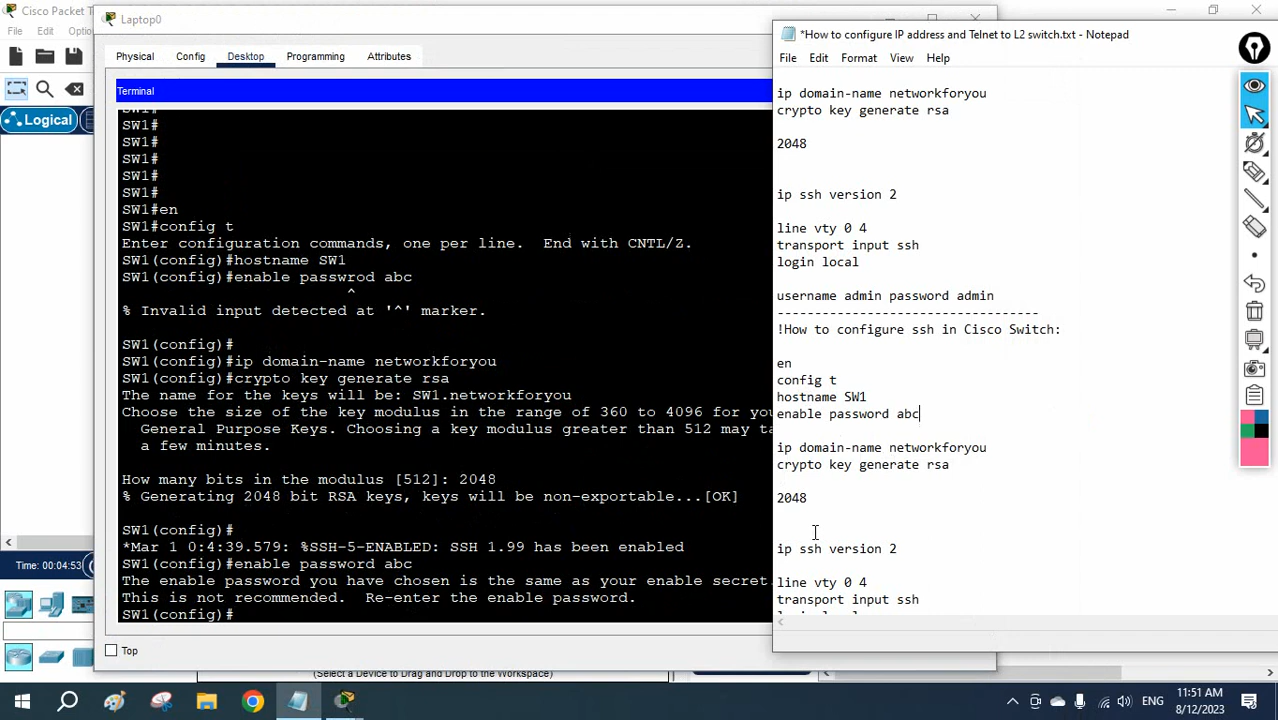 Cisco Packet T
File
Edit
Optio
Logical
Time: 00:04:53
(Select a Device to Drag and Drop to the Workspace)
Laptop0
Physical
Config
Desktop
Programming
Attributes
Terminal
SW1#
SW1#
SW1#
SW1#
SW1#
SW1#
SW1#en
SW1#config t
Enter configuration commands, one per line.  End with CNTL/Z.
SW1(config)#hostname SW1
SW1(config)#enable passwrod abc
^
% Invalid input detected at '^' marker.
SW1(config)#
SW1(config)#ip domain-name networkforyou
SW1(config)#crypto key generate rsa
The name for the keys will be: SW1.networkforyou
Choose the size of the key modulus in the range of 360 to 4096 for you
General Purpose Keys. Choosing a key modulus greater than 512 may ta
a few minutes.
How many bits in the modulus [512]: 2048
% Generating 2048 bit RSA keys, keys will be non-exportable...[OK]
SW1(config)#
*Mar 1 0:4:39.579: %SSH-5-ENABLED: SSH 1.99 has been enabled
SW1(config)#enable password abc
The enable password you have chosen is the same as your enable secret.
This is not recommended.  Re-enter the enable password.
SW1(config)#
Top
*How to configure IP address and Telnet to L2 switch.txt - Notepad
File
Edit
Format
View
Help
ip domain-name networkforyou
crypto key generate rsa
2048
ip ssh version 2
line vty 0 4
transport input ssh
login local
username admin password admin
-----------------------------------
!How to configure ssh in Cisco Switch:
en
config t
hostname SW1
enable password abc
ip domain-name networkforyou
crypto key generate rsa
2048
ip ssh version 2
line vty 0 4
transport input ssh
ENG
11:51 AM
8/12/2023